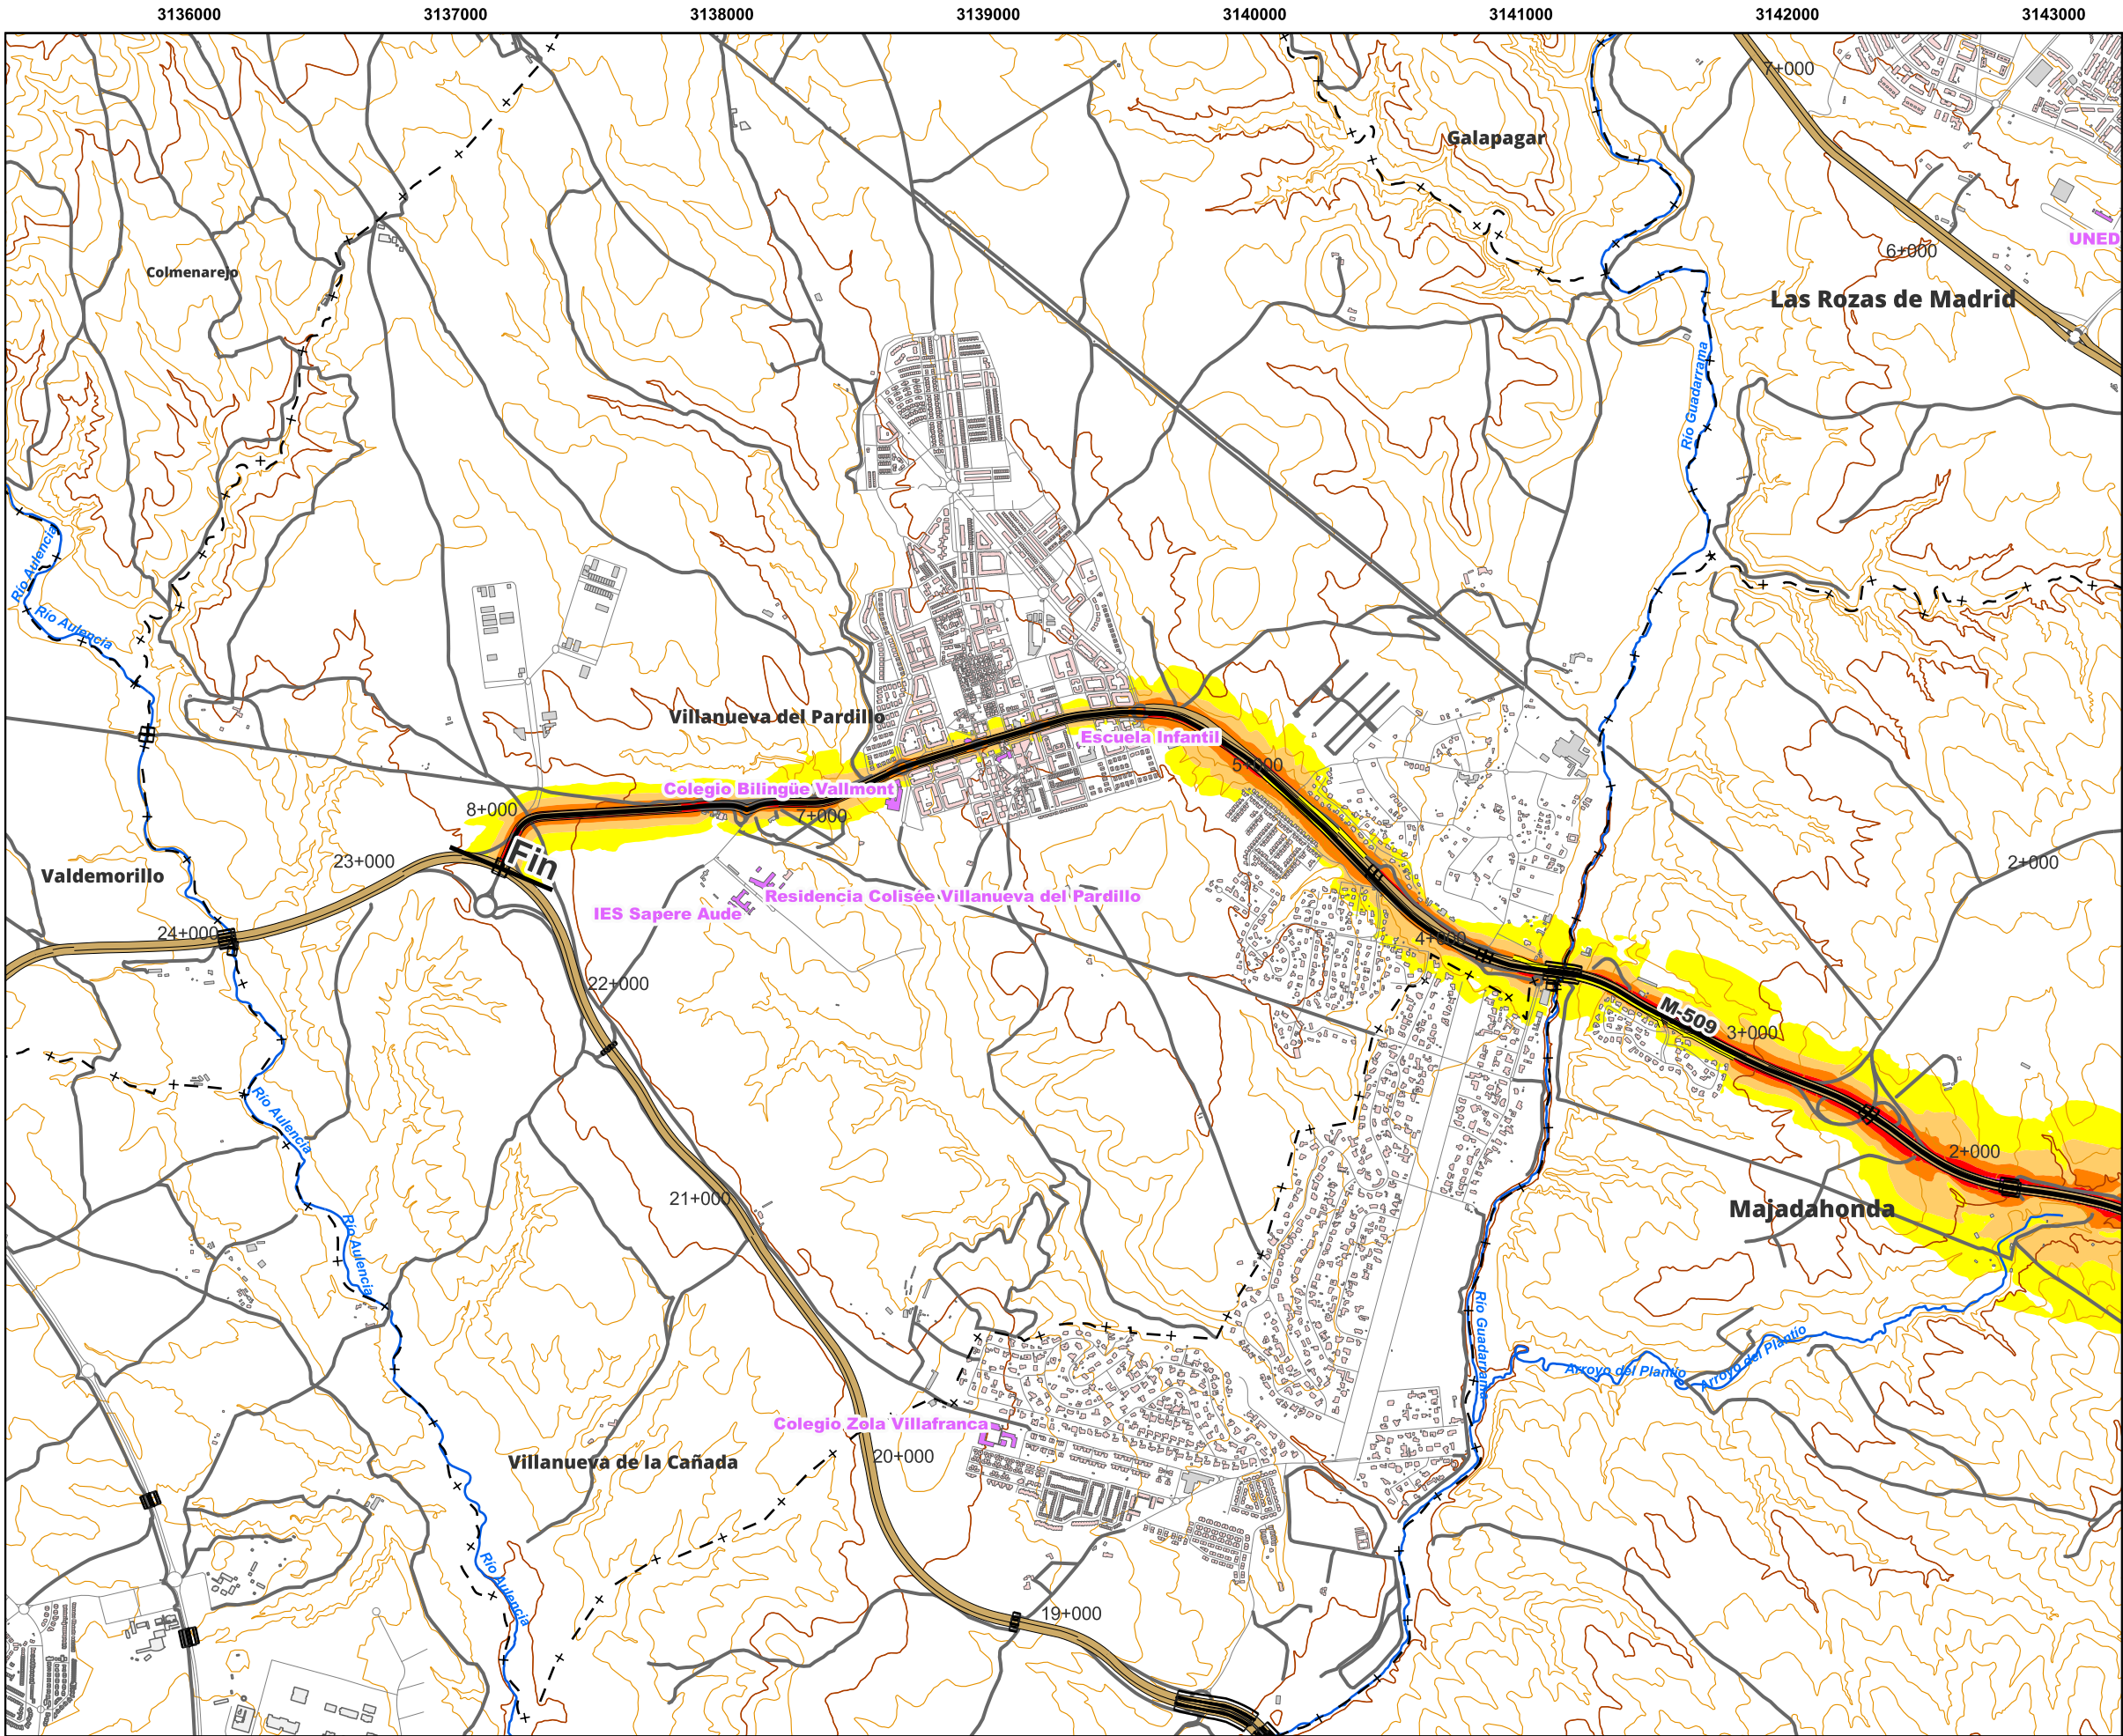 3136000 3137000 3138000 3139000 3140000 3141000 3142000 3143000
7+000
Galapagar
UNED
6+000
Colmenarejo
Las Rozas de Madrid
Río Guadarrama
Río Aulencia
Río Aulencia
Villanueva del Pardillo
Escuela Infantil
5+000
Colegio Bilingüe Vallmont
8+000
7+000
Fin
23+000
2+000
Valdemorillo
Residencia Colisée Villanueva del Pardillo
IES Sapere Aude
24+000
4+000
22+000
M-509
3+000
Río Aulencia
2+000
21+000
Majadahonda
Río Aulencia
Río Guadarrama
Arroyo del Plantío
Arroyo del Plantío
Colegio Zola Villafranca
20+000
Villanueva de la Cañada
Río Aulencia
19+000